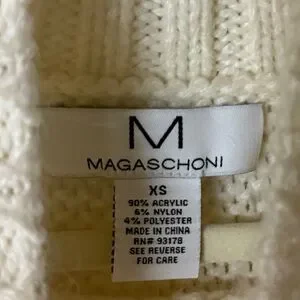 M
MAGASCHONI
XS
90% ACRYLIC
6% NYLON
4% POLYESTER
MADE IN CHINA
RN# 93178
SEE REVERSE
FOR CARE